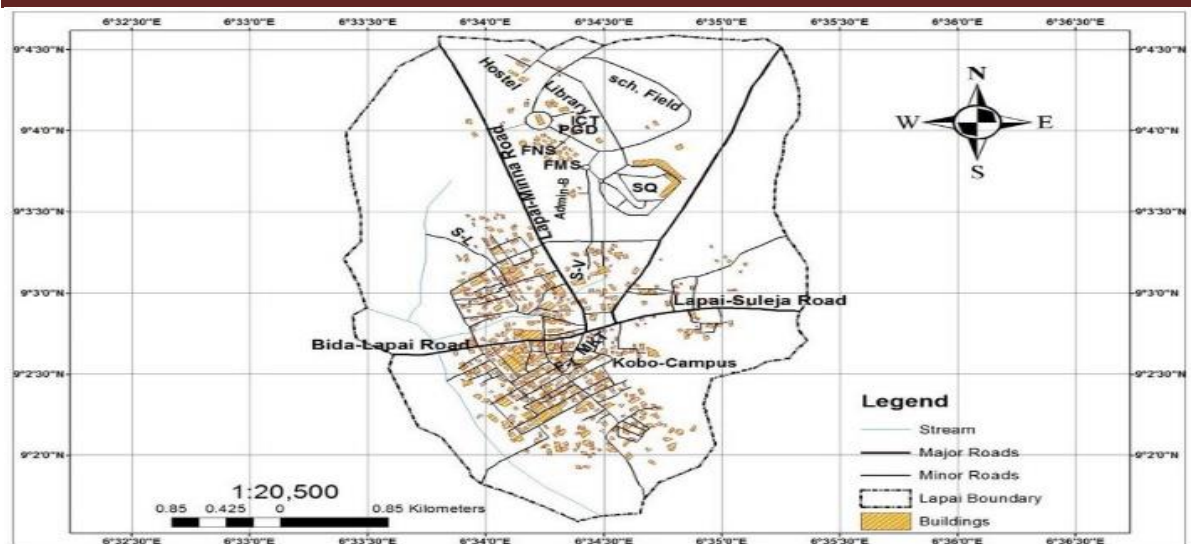 6°32'30"E 6°33'0"E 6°33'30"E 6°34'0"E 6°34'30"E 6°35'0"E 6°35'30"E 6°36'0"E 6°36'30"E
9°4'30"N 9°4'30"N
N
W E
S
Hostel
Library
sch. Field
ICT
PGD
9°4'0"N 9°4'0"N
FNS
FMS
SQ
Admin-B
Lapai-Minna Road
9°3'30"N 9°3'30"N
T-S
S-V
9°3'0"N 9°3'0"N
Lapai-Suleja Road
Bida-Lapai Road
Kobo-Campus
9°2'30"N 9°2'30"N
Legend
Stream
Major Roads
Minor Roads
Lapai Boundary
Buildings
9°2'0"N 9°2'0"N
1:20,500
0.85 0.425 0 0.85 Kilometers
6°32'30"E 6°33'0"E 6°33'30"E 6°34'0"E 6°34'30"E 6°35'0"E 6°35'30"E 6°36'0"E 6°36'30"E